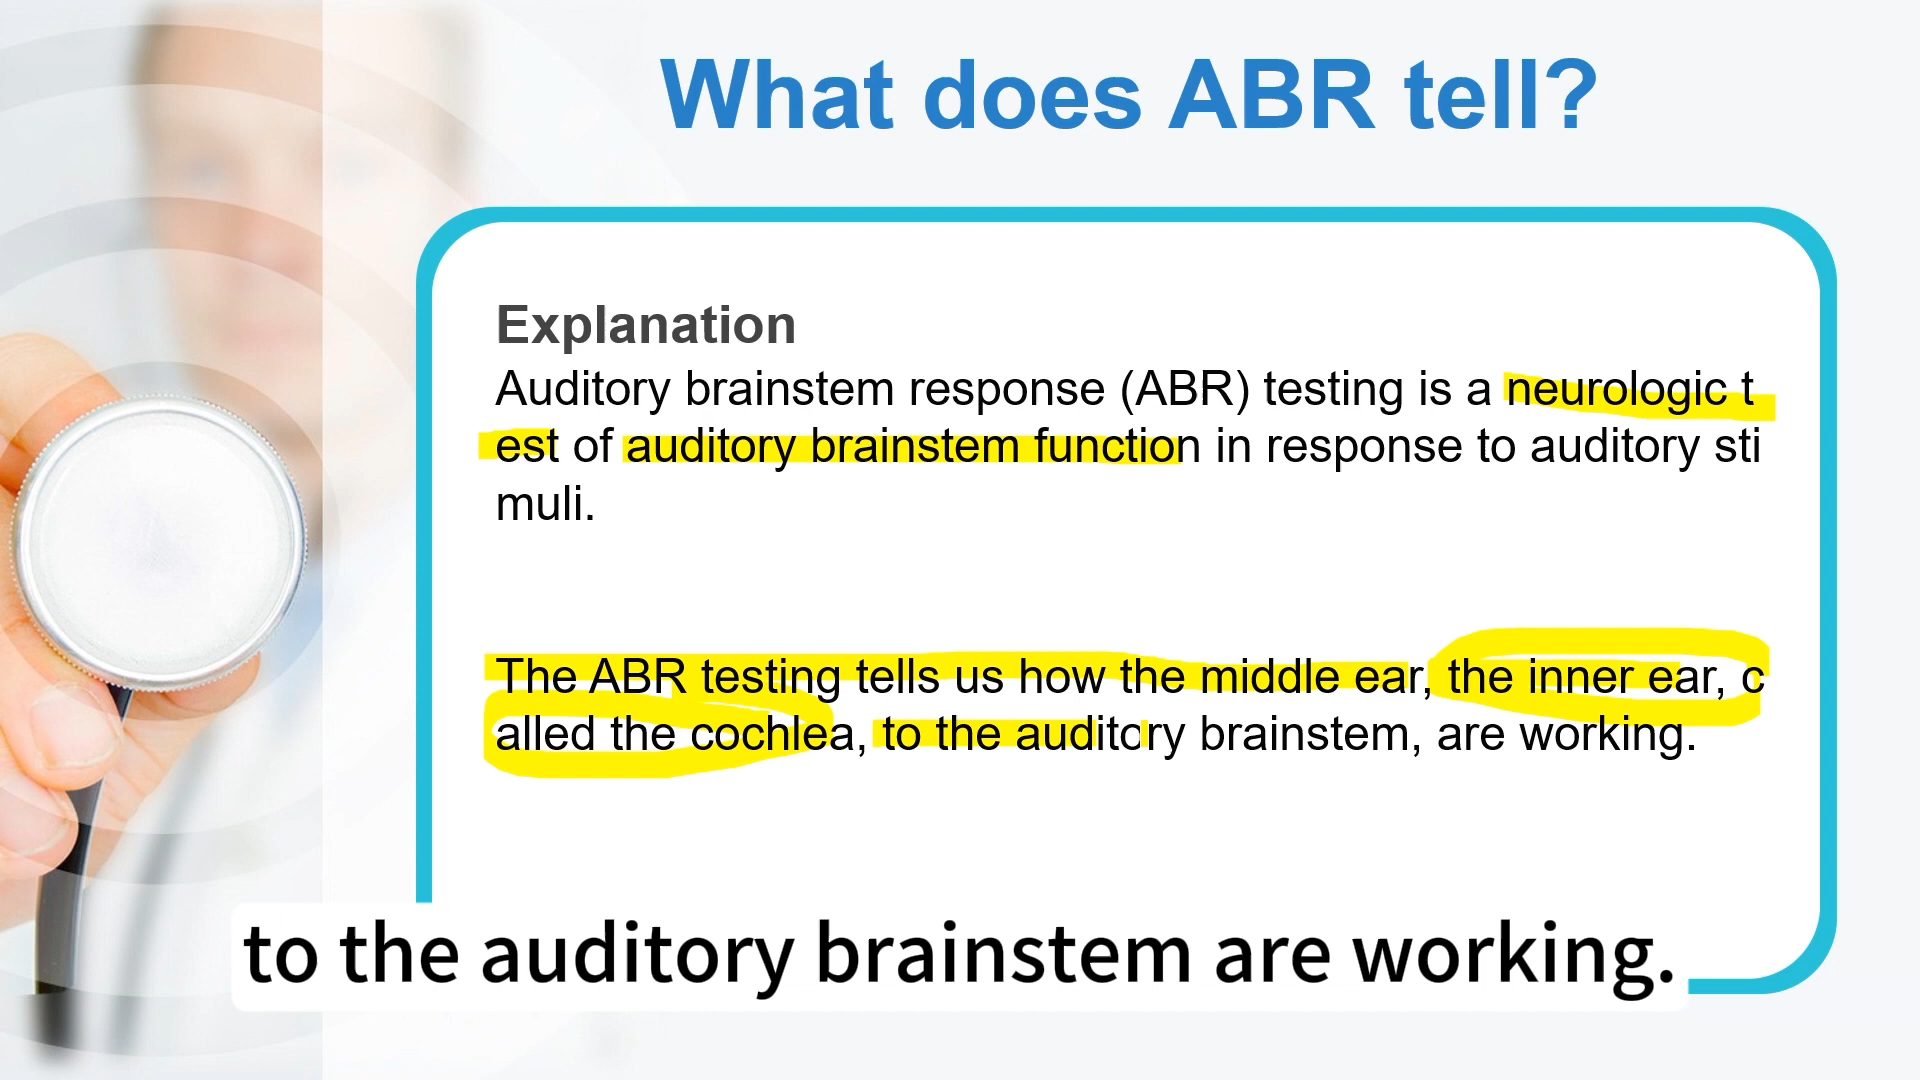 What does ABR tell?
Explanation
Auditory brainstem response (ABR) testing is a neurologic t
est of auditory brainstem function in response to auditory sti
muli.
The ABR testing tells us how the middle ear, the inner ear, c
alled the cochlea, to the auditory brainstem, are working.
to the auditory brainstem are working.